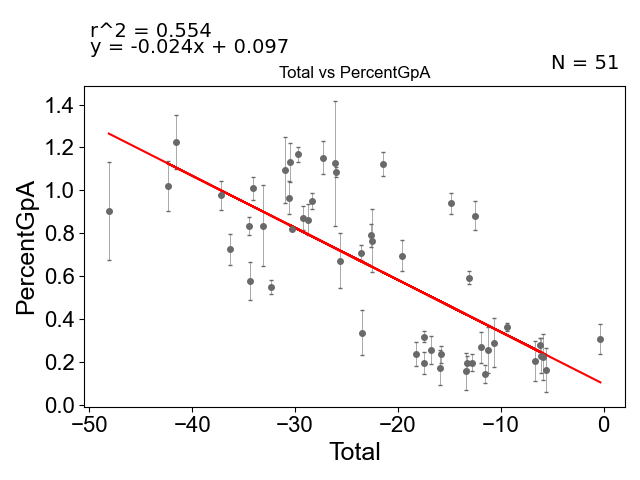 r^2 = 0.554
y = -0.024x + 0.097
N = 51
Total vs PercentGpA
PercentGpA
1.4
1.2
1.0
0.8
0.6
0.4
0.2
0.0
−50 −40 −30 −20 −10 0
Total